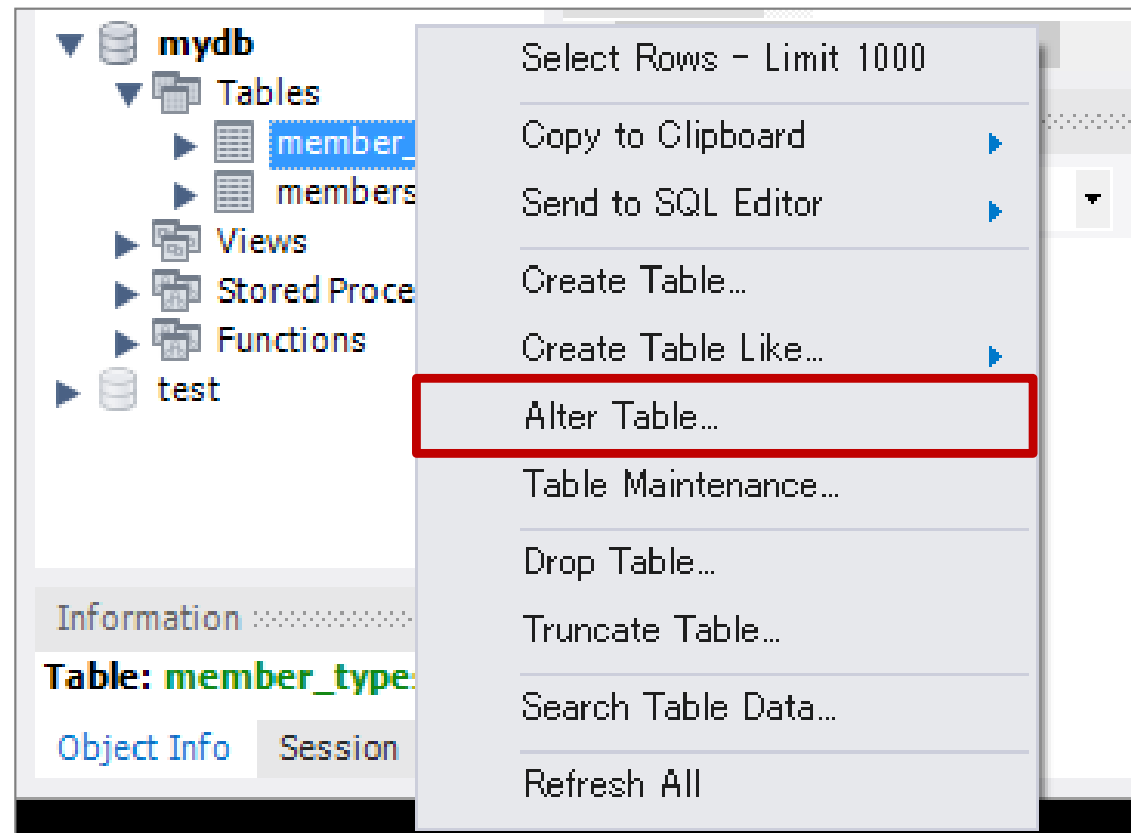 mydb
Tables
member_
members
Views
Stored Proce
Functions
test
Information
Table: member_types
Object Info Session
Select Rows - Limit 1000
Copy to Clipboard
Send to SQL Editor
Create Table...
Create Table Like...
Alter Table...
Table Maintenance...
Drop Table...
Truncate Table...
Search Table Data...
Refresh All